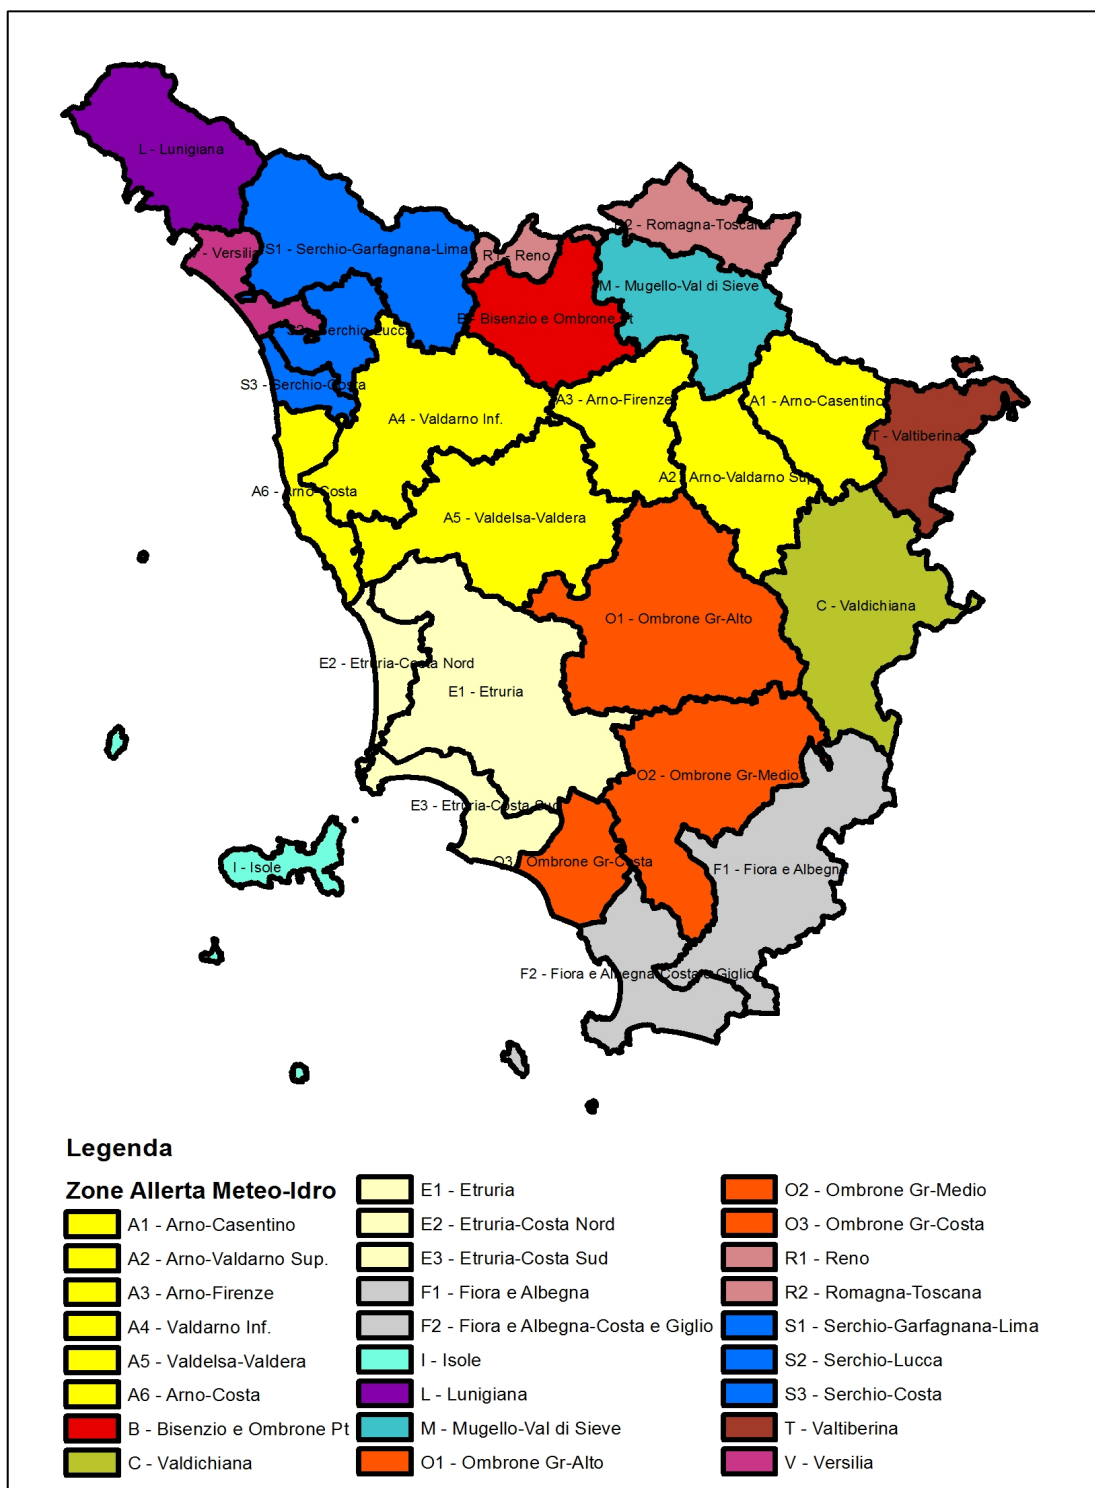 L - Lunigiana
V - Versilia
S1 - Serchio-Garfagnana-Lima
R1 - Reno
R2 - Romagna-Toscana
M - Mugello-Val di Sieve
B - Bisenzio e Ombrone Pt
S2 - Serchio-Lucca
S3 - Serchio-Costa
A4 - Valdarno Inf.
A3 - Arno-Firenze
A1 - Arno-Casentino
T - Valtiberina
A6 - Arno-Costa
A5 - Valdelsa-Valdera
A2 - Arno-Valdarno Sup.
C - Valdichiana
O1 - Ombrone Gr-Alto
E2 - Etruria-Costa Nord
E1 - Etruria
O2 - Ombrone Gr-Medio
E3 - Etruria-Costa Sud
I - Isole
O3 - Ombrone Gr-Costa
F1 - Fiora e Albegna
F2 - Fiora e Albegna-Costa e Giglio
Legenda
Zone Allerta Meteo-Idro
A1 - Arno-Casentino
A2 - Arno-Valdarno Sup.
A3 - Arno-Firenze
A4 - Valdarno Inf.
A5 - Valdelsa-Valdera
A6 - Arno-Costa
B - Bisenzio e Ombrone Pt
C - Valdichiana
E1 - Etruria
E2 - Etruria-Costa Nord
E3 - Etruria-Costa Sud
F1 - Fiora e Albegna
F2 - Fiora e Albegna-Costa e Giglio
I - Isole
L - Lunigiana
M - Mugello-Val di Sieve
O1 - Ombrone Gr-Alto
O2 - Ombrone Gr-Medio
O3 - Ombrone Gr-Costa
R1 - Reno
R2 - Romagna-Toscana
S1 - Serchio-Garfagnana-Lima
S2 - Serchio-Lucca
S3 - Serchio-Costa
T - Valtiberina
V - Versilia